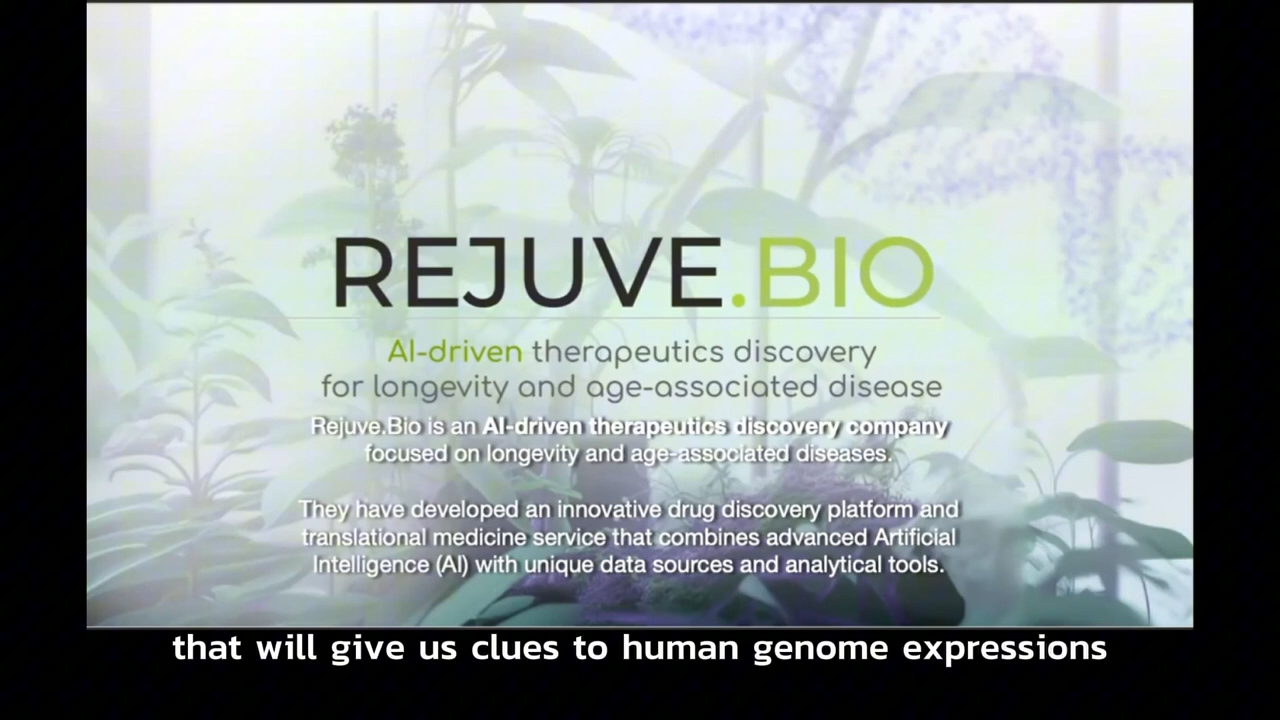 REJUVE.BIO
AI-driven therapeutics discovery
for longevity and age-associated disease
Rejuve.Bio is an AI-driven therapeutics discovery company
focused on longevity and age-associated diseases.
They have developed an innovative drug discovery platform and
translational medicine service that combines advanced Artificial
Intelligence (AI) with unique data sources and analytical tools.
that will give us clues to human genome expressions